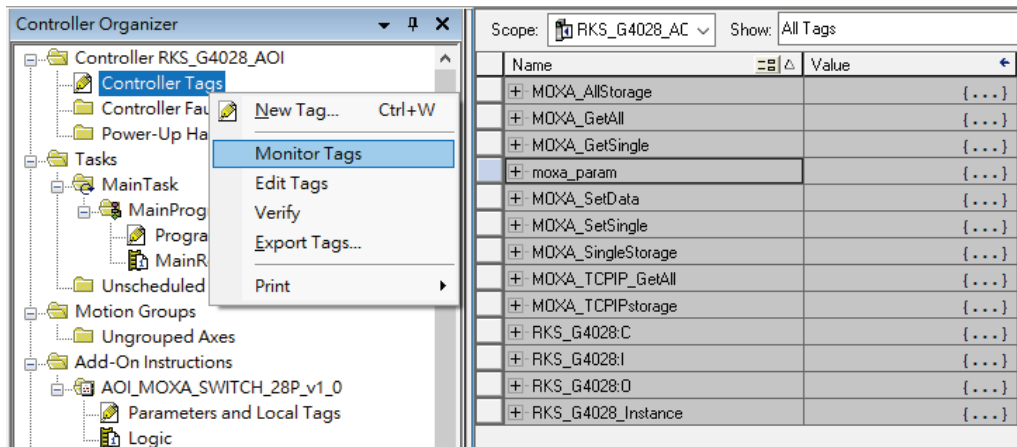 Controller Organizer
Controller RKS_G4028_AOI
Controller Tags
Controller Fau
Power-Up Ha
Tasks
MainTask
MainProg
Progra
MainR
Unscheduled
Motion Groups
Ungrouped Axes
Add-On Instructions
AOI_MOXA_SWITCH_28P_v1_0
Parameters and Local Tags
Logic
New Tag... Ctrl+W
Monitor Tags
Edit Tags
Verify
Export Tags...
Print
Scope: RKS_G4028_AC Show: All Tags
Name Value
MOXA_AllStorage {...}
MOXA_GetAll {...}
MOXA_GetSingle {...}
moxa_param {...}
MOXA_SetData {...}
MOXA_SetSingle {...}
MOXA_SingleStorage {...}
MOXA_TCPIP_GetAll {...}
MOXA_TCPIPstorage {...}
RKS_G4028:C {...}
RKS_G4028:I {...}
RKS_G4028:O {...}
RKS_G4028_Instance {...}